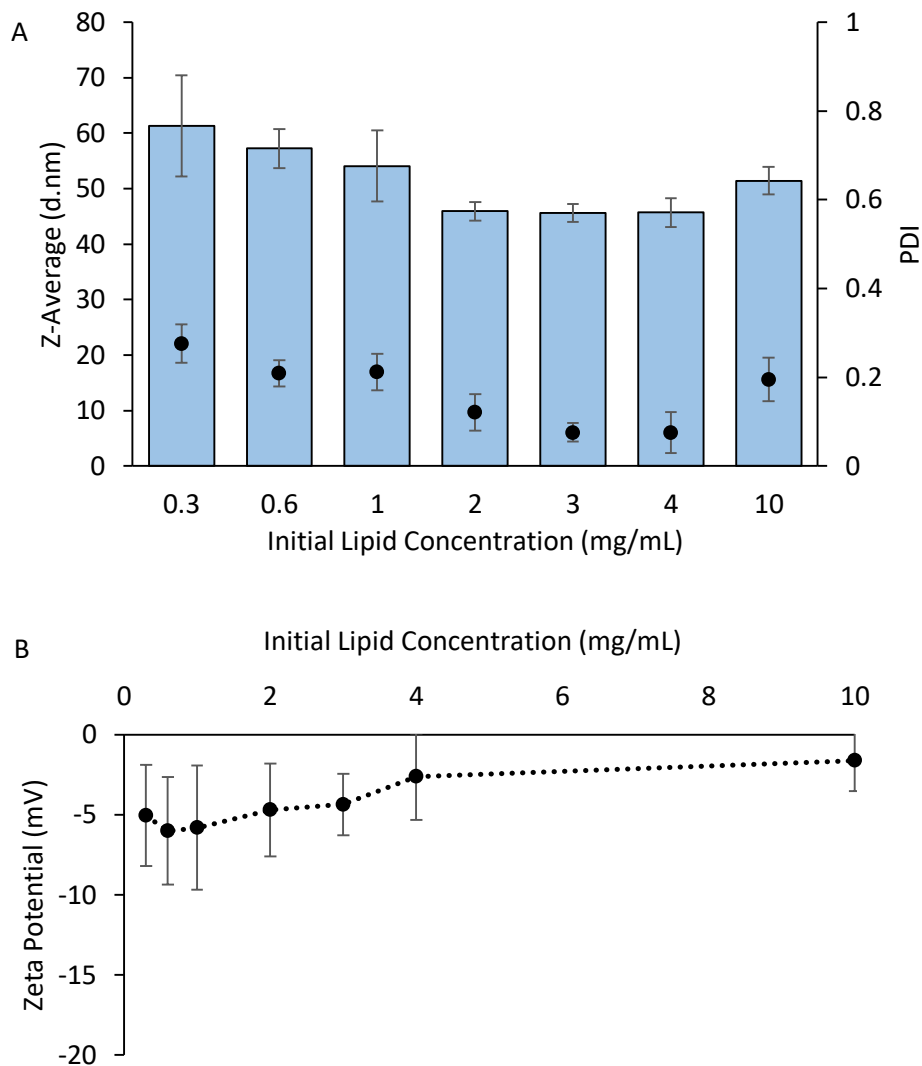 A
80
70
60
50
40
30
20
10
0
Z-Average (d.nm)
1
0.8
0.6
0.4
0.2
0
PDI
0.3 0.6 1 2 3 4 10
Initial Lipid Concentration (mg/mL)
B
Initial Lipid Concentration (mg/mL)
0 2 4 6 8 10
0
-5
-10
-15
-20
Zeta Potential (mV)